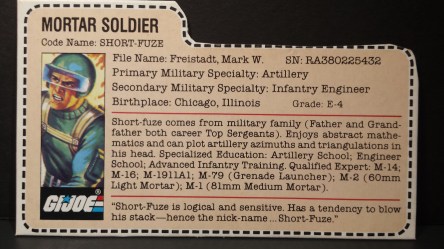 MORTAR SOLDIER
Code Name: SHORT-FUZE
File Name: Freistadt, Mark W. SN: RA380225432
Primary Military Specialty: Artillery
Secondary Military Specialty: Infantry Engineer
Birthplace: Chicago, Illinois Grade: E-4
Short-fuze comes from military family (Father and Grand-
father both career Top Sergeants). Enjoys abstract mathe-
matics and can plot artillery azimuths and triangulations in
his head. Specialized Education: Artillery School; Engineer
School; Advanced Infantry Training. Qualified Expert: M-14;
M-16; M-1911A1; M-79 (Grenade Launcher); M-2 (60mm
Light Mortar); M-1 (81mm Medium Mortar).
"Short-Fuze is logical and sensitive. Has a tendency to blow
his stack—hence the nick-name...Short-Fuze."
GI JOE